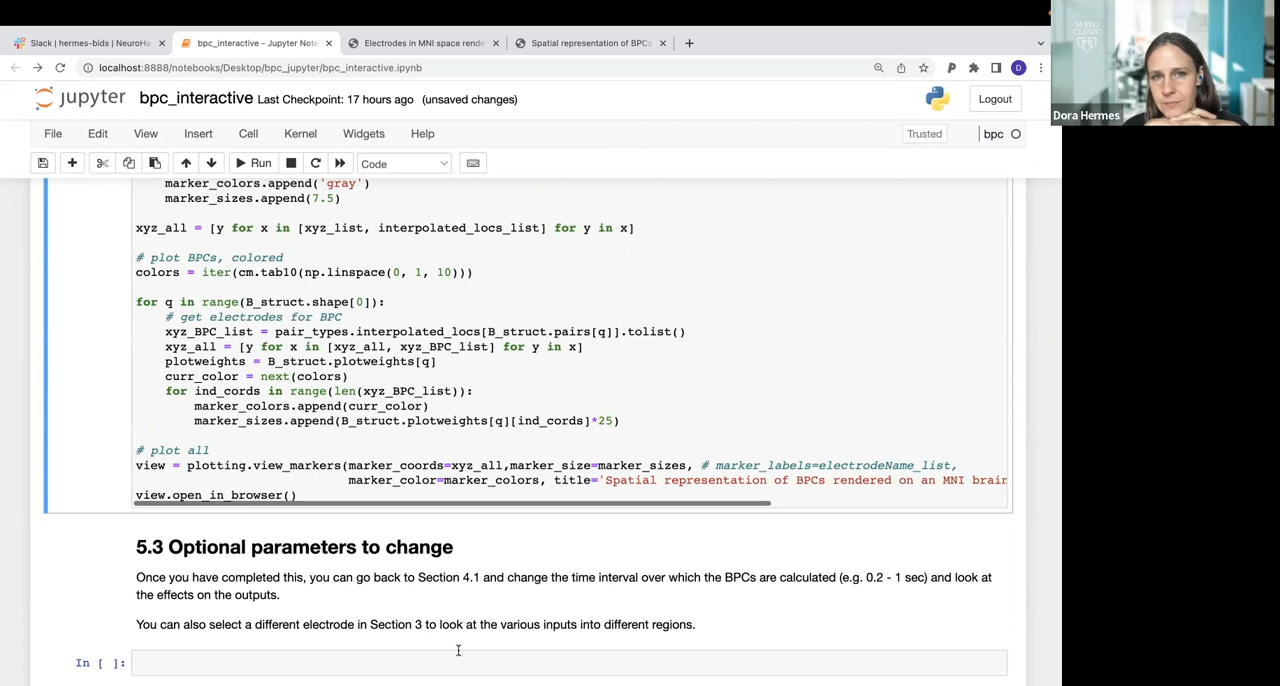 Slack | hermes-bids | NeuroHa
bpc_interactive - Jupyter Note
Electrodes in MNI space rende
Spatial representation of BPCs
localhost:8888/notebooks/Desktop/bpc_jupyter/bpc_interactive.ipynb
D
MAYO
CLINIC
Dora Hermes
jupyter bpc_interactive Last Checkpoint: 17 hours ago (unsaved changes)
Logout
File Edit View Insert Cell Kernel Widgets Help
Trusted
bpc
Run
Code
marker_colors.append('gray')
marker_sizes.append(7.5)
xyz_all = [y for x in [xyz_list, interpolated_locs_list] for y in x]
# plot BPCs, colored
colors = iter(cm.tab10(np.linspace(0, 1, 10)))
for q in range(B_struct.shape[0]):
# get electrodes for BPC
xyz_BPC_list = pair_types.interpolated_locs[B_struct.pairs[q]].tolist()
xyz_all = [y for x in [xyz_all, xyz_BPC_list] for y in x]
plotweights = B_struct.plotweights[q]
curr_color = next(colors)
for ind_cords in range(len(xyz_BPC_list)):
marker_colors.append(curr_color)
marker_sizes.append(B_struct.plotweights[q][ind_cords]*25)
# plot all
view = plotting.view_markers(marker_coords=xyz_all,marker_size=marker_sizes, # marker_labels=electrodeName_list,
marker_color=marker_colors, title='Spatial representation of BPCs rendered on an MNI brain
view.open_in_browser()
5.3 Optional parameters to change
Once you have completed this, you can go back to Section 4.1 and change the time interval over which the BPCs are calculated (e.g. 0.2 - 1 sec) and look at
the effects on the outputs.
You can also select a different electrode in Section 3 to look at the various inputs into different regions.
In [ ]: